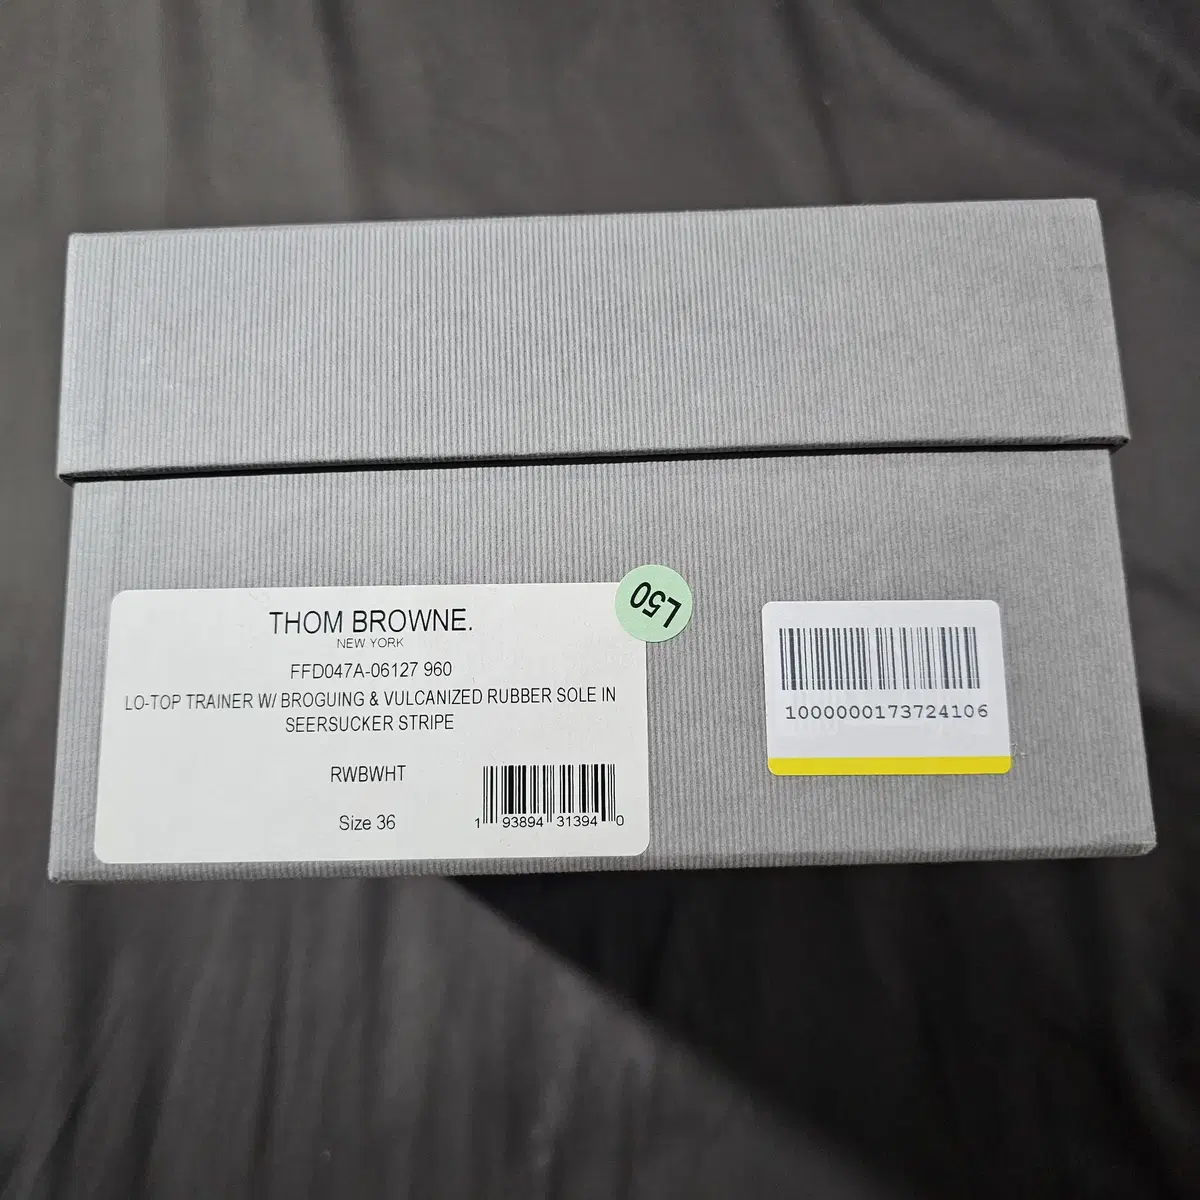 THOM BROWNE.
NEW YORK
FFD047A-06127 960
LO-TOP TRAINER W/ BROGUING & VULCANIZED RUBBER SOLE IN
SEERSUCKER STRIPE
RWBWHT
Size 36
1 93894 31394 0
L50
1000000173724106